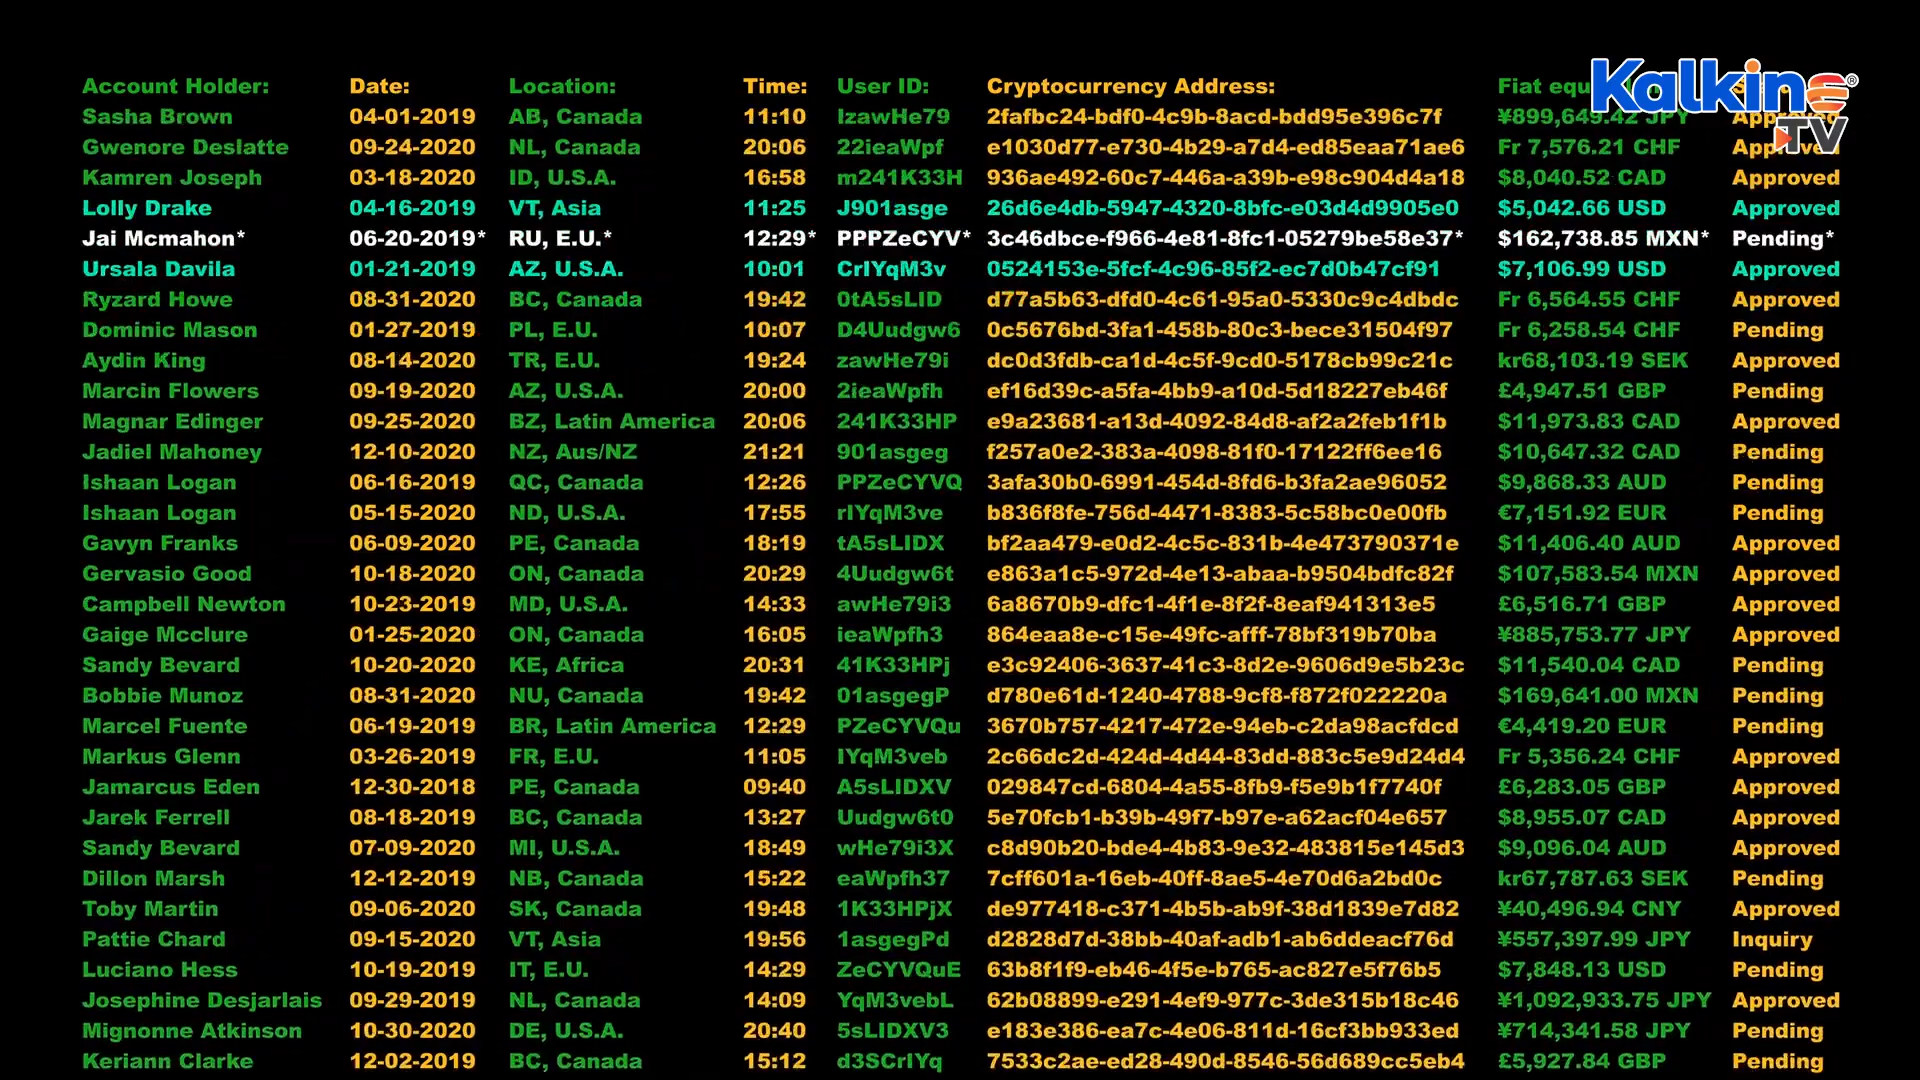 Kalkine®
TV
Account Holder: Date: Location: Time: User ID: Cryptocurrency Address: Fiat equ
Sasha Brown 04-01-2019 AB, Canada 11:10 IzawHe79 2fafbc24-bdf0-4c9b-8acd-bdd95e396c7f ¥899,649.42 JPY Approved
Gwenore Deslatte 09-24-2020 NL, Canada 20:06 22ieaWpf e1030d77-e730-4b29-a7d4-ed85eaa71ae6 Fr 7,576.21 CHF Approved
Kamren Joseph 03-18-2020 ID, U.S.A. 16:58 m241K33H 936ae492-60c7-446a-a39b-e98c904d4a18 $8,040.52 CAD Approved
Lolly Drake 04-16-2019 VT, Asia 11:25 J901asge 26d6e4db-5947-4320-8bfc-e03d4d9905e0 $5,042.66 USD Approved
Jai Mcmahon* 06-20-2019* RU, E.U.* 12:29* PPPZeCYV* 3c46dbce-f966-4e81-8fc1-05279be58e37* $162,738.85 MXN* Pending*
Ursala Davila 01-21-2019 AZ, U.S.A. 10:01 CrIYqM3v 0524153e-5fcf-4c96-85f2-ec7d0b47cf91 $7,106.99 USD Approved
Ryzard Howe 08-31-2020 BC, Canada 19:42 0tA5sLID d77a5b63-dfd0-4c61-95a0-5330c9c4dbdc Fr 6,564.55 CHF Approved
Dominic Mason 01-27-2019 PL, E.U. 10:07 D4Uudgw6 0c5676bd-3fa1-458b-80c3-bece31504f97 Fr 6,258.54 CHF Pending
Aydin King 08-14-2020 TR, E.U. 19:24 zawHe79i dc0d3fdb-ca1d-4c5f-9cd0-5178cb99c21c kr68,103.19 SEK Approved
Marcin Flowers 09-19-2020 AZ, U.S.A. 20:00 2ieaWpfh ef16d39c-a5fa-4bb9-a10d-5d18227eb46f £4,947.51 GBP Pending
Magnar Edinger 09-25-2020 BZ, Latin America 20:06 241K33HP e9a23681-a13d-4092-84d8-af2a2feb1f1b $11,973.83 CAD Approved
Jadiel Mahoney 12-10-2020 NZ, Aus/NZ 21:21 901asgeg f257a0e2-383a-4098-81f0-17122ff6ee16 $10,647.32 CAD Pending
Ishaan Logan 06-16-2019 QC, Canada 12:26 PPZeCYVQ 3afa30b0-6991-454d-8fd6-b3fa2ae96052 $9,868.33 AUD Pending
Ishaan Logan 05-15-2020 ND, U.S.A. 17:55 rIYqM3ve b836f8fe-756d-4471-8383-5c58bc0e00fb €7,151.92 EUR Pending
Gavyn Franks 06-09-2020 PE, Canada 18:19 tA5sLIDX bf2aa479-e0d2-4c5c-831b-4e473790371e $11,406.40 AUD Approved
Gervasio Good 10-18-2020 ON, Canada 20:29 4Uudgw6t e863a1c5-972d-4e13-abaa-b9504bdfc82f $107,583.54 MXN Approved
Campbell Newton 10-23-2019 MD, U.S.A. 14:33 awHe79i3 6a8670b9-dfc1-4f1e-8f2f-8eaf941313e5 £6,516.71 GBP Approved
Gaige Mcclure 01-25-2020 ON, Canada 16:05 ieaWpfh3 864eaa8e-c15e-49fc-afff-78bf319b70ba ¥885,753.77 JPY Approved
Sandy Bevard 10-20-2020 KE, Africa 20:31 41K33HPj e3c92406-3637-41c3-8d2e-9606d9e5b23c $11,540.04 CAD Pending
Bobbie Munoz 08-31-2020 NU, Canada 19:42 01asgegP d780e61d-1240-4788-9cf8-f872f022220a $169,641.00 MXN Pending
Marcel Fuente 06-19-2019 BR, Latin America 12:29 PZeCYVQu 3670b757-4217-472e-94eb-c2da98acfdcd €4,419.20 EUR Pending
Markus Glenn 03-26-2019 FR, E.U. 11:05 IYqM3veb 2c66dc2d-424d-4d44-83dd-883c5e9d24d4 Fr 5,356.24 CHF Approved
Jamarcus Eden 12-30-2018 PE, Canada 09:40 A5sLIDXV 029847cd-6804-4a55-8fb9-f5e9b1f7740f £6,283.05 GBP Approved
Jarek Ferrell 08-18-2019 BC, Canada 13:27 Uudgw6t0 5e70fcb1-b39b-49f7-b97e-a62acf04e657 $8,955.07 CAD Approved
Sandy Bevard 07-09-2020 MI, U.S.A. 18:49 wHe79i3X c8d90b20-bde4-4b83-9e32-483815e145d3 $9,096.04 AUD Approved
Dillon Marsh 12-12-2019 NB, Canada 15:22 eaWpfh37 7cff601a-16eb-40ff-8ae5-4e70d6a2bd0c kr67,787.63 SEK Pending
Toby Martin 09-06-2020 SK, Canada 19:48 1K33HPjX de977418-c371-4b5b-ab9f-38d1839e7d82 ¥40,496.94 CNY Approved
Pattie Chard 09-15-2020 VT, Asia 19:56 1asgegPd d2828d7d-38bb-40af-adb1-ab6ddeacf76d ¥557,397.99 JPY Inquiry
Luciano Hess 10-19-2019 IT, E.U. 14:29 ZeCYVQuE 63b8f1f9-eb46-4f5e-b765-ac827e5f76b5 $7,848.13 USD Pending
Josephine Desjarlais 09-29-2019 NL, Canada 14:09 YqM3vebL 62b08899-e291-4ef9-977c-3de315b18c46 ¥1,092,933.75 JPY Approved
Mignonne Atkinson 10-30-2020 DE, U.S.A. 20:40 5sLIDXV3 e183e386-ea7c-4e06-811d-16cf3bb933ed ¥714,341.58 JPY Pending
Keriann Clarke 12-02-2019 BC, Canada 15:12 d3SCrIYq 7533c2ae-ed28-490d-8546-56d689cc5eb4 £5,927.84 GBP Pending